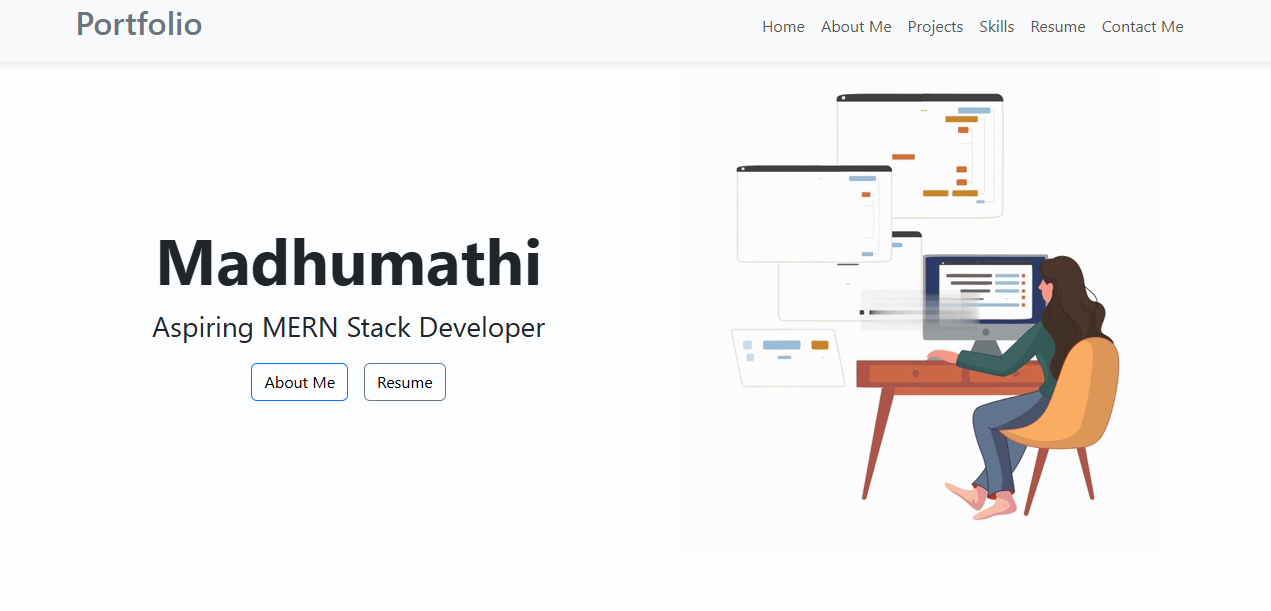 Portfolio
Home About Me Projects Skills Resume Contact Me
Madhumathi
Aspiring MERN Stack Developer
About Me Resume